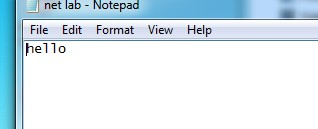 net lab - Notepad
File Edit Format View Help
hello